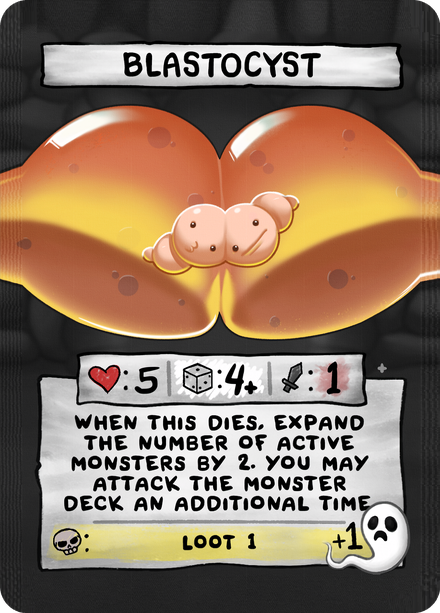 BLASTOCYST
: 5 : 4+ : 1
WHEN THIS DIES, EXPAND
THE NUMBER OF ACTIVE
MONSTERS BY 2. YOU MAY
ATTACK THE MONSTER
DECK AN ADDITIONAL TIME
: LOOT 1 +1